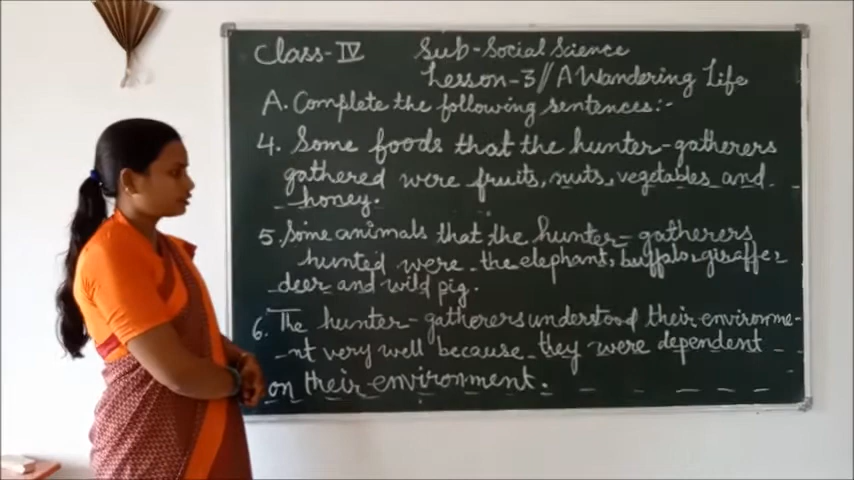 Class-IV Sub-Social Science
Lesson-3// A Wandering Life
A. Complete the following sentences:-
4. Some foods that the hunter-gatherers
gathered were fruits, nuts, vegetables and
honey.
5. Some animals that the hunter-gatherers
hunted were the elephant, buffalo, giraffe,
deer and wild pig.
6. The hunter-gatherers understood their environme-
-nt very well because they were dependent
on their environment.